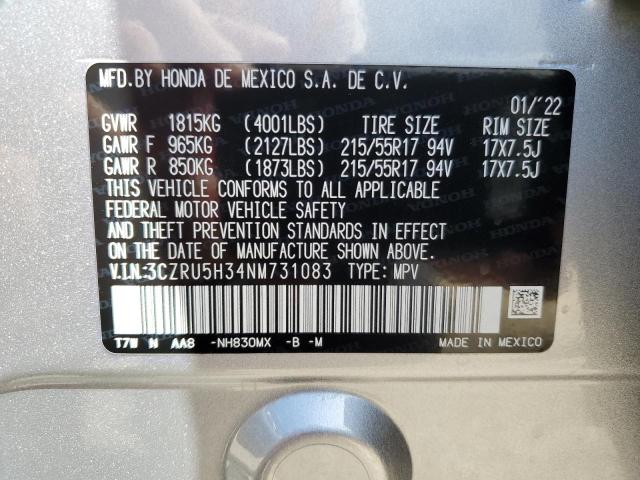 MFD.BY HONDA DE MEXICO S.A. DE C.V.
01/'22
GVWR 1815KG (4001LBS) TIRE SIZE RIM SIZE
GAWR F 965KG (2127LBS) 215/55R17 94V 17X7.5J
GAWR R 850KG (1873LBS) 215/55R17 94V 17X7.5J
THIS VEHICLE CONFORMS TO ALL APPLICABLE
FEDERAL MOTOR VEHICLE SAFETY
AND THEFT PREVENTION STANDARDS IN EFFECT
ON THE DATE OF MANUFACTURE SHOWN ABOVE.
V.I.N:3CZRU5H34NM731083 TYPE: MPV
T7W N AA8 -NH830MX -B -M MADE IN MEXICO